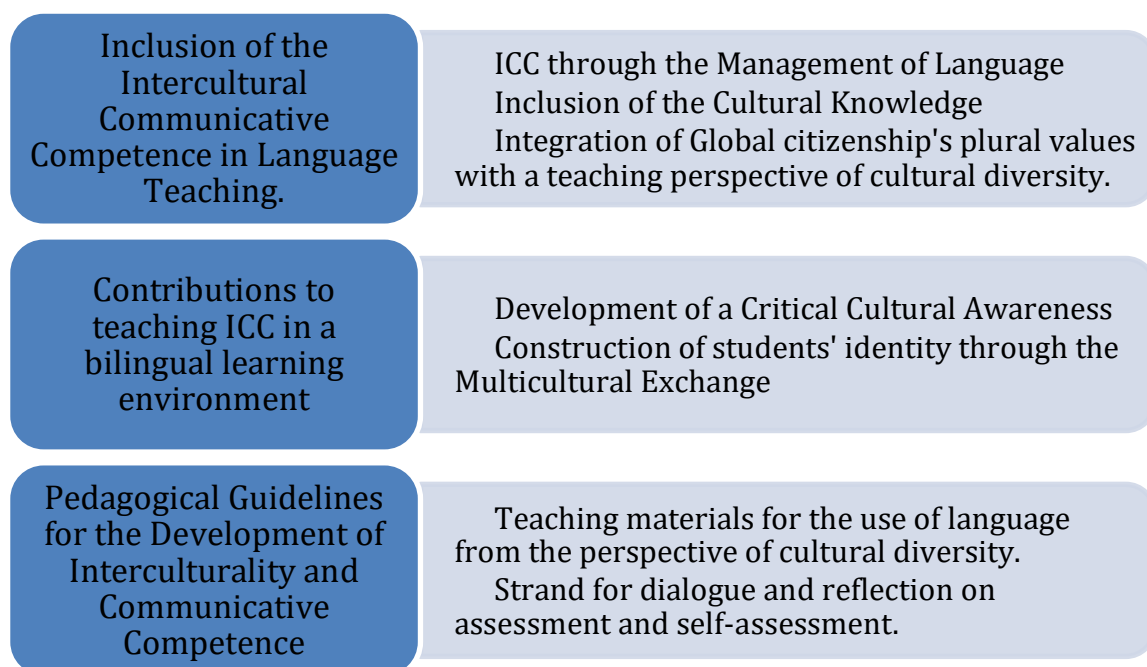 Inclusion of the
Intercultural
Communicative
Competence in Language
Teaching.
ICC through the Management of Language
Inclusion of the Cultural Knowledge
Integration of Global citizenship's plural values
with a teaching perspective of cultural diversity.
Contributions to
teaching ICC in a
bilingual learning
environment
Development of a Critical Cultural Awareness
Construction of students' identity through the
Multicultural Exchange
Pedagogical Guidelines
for the Development of
Interculturality and
Communicative
Competence
Teaching materials for the use of language
from the perspective of cultural diversity.
Strand for dialogue and reflection on
assessment and self-assessment.